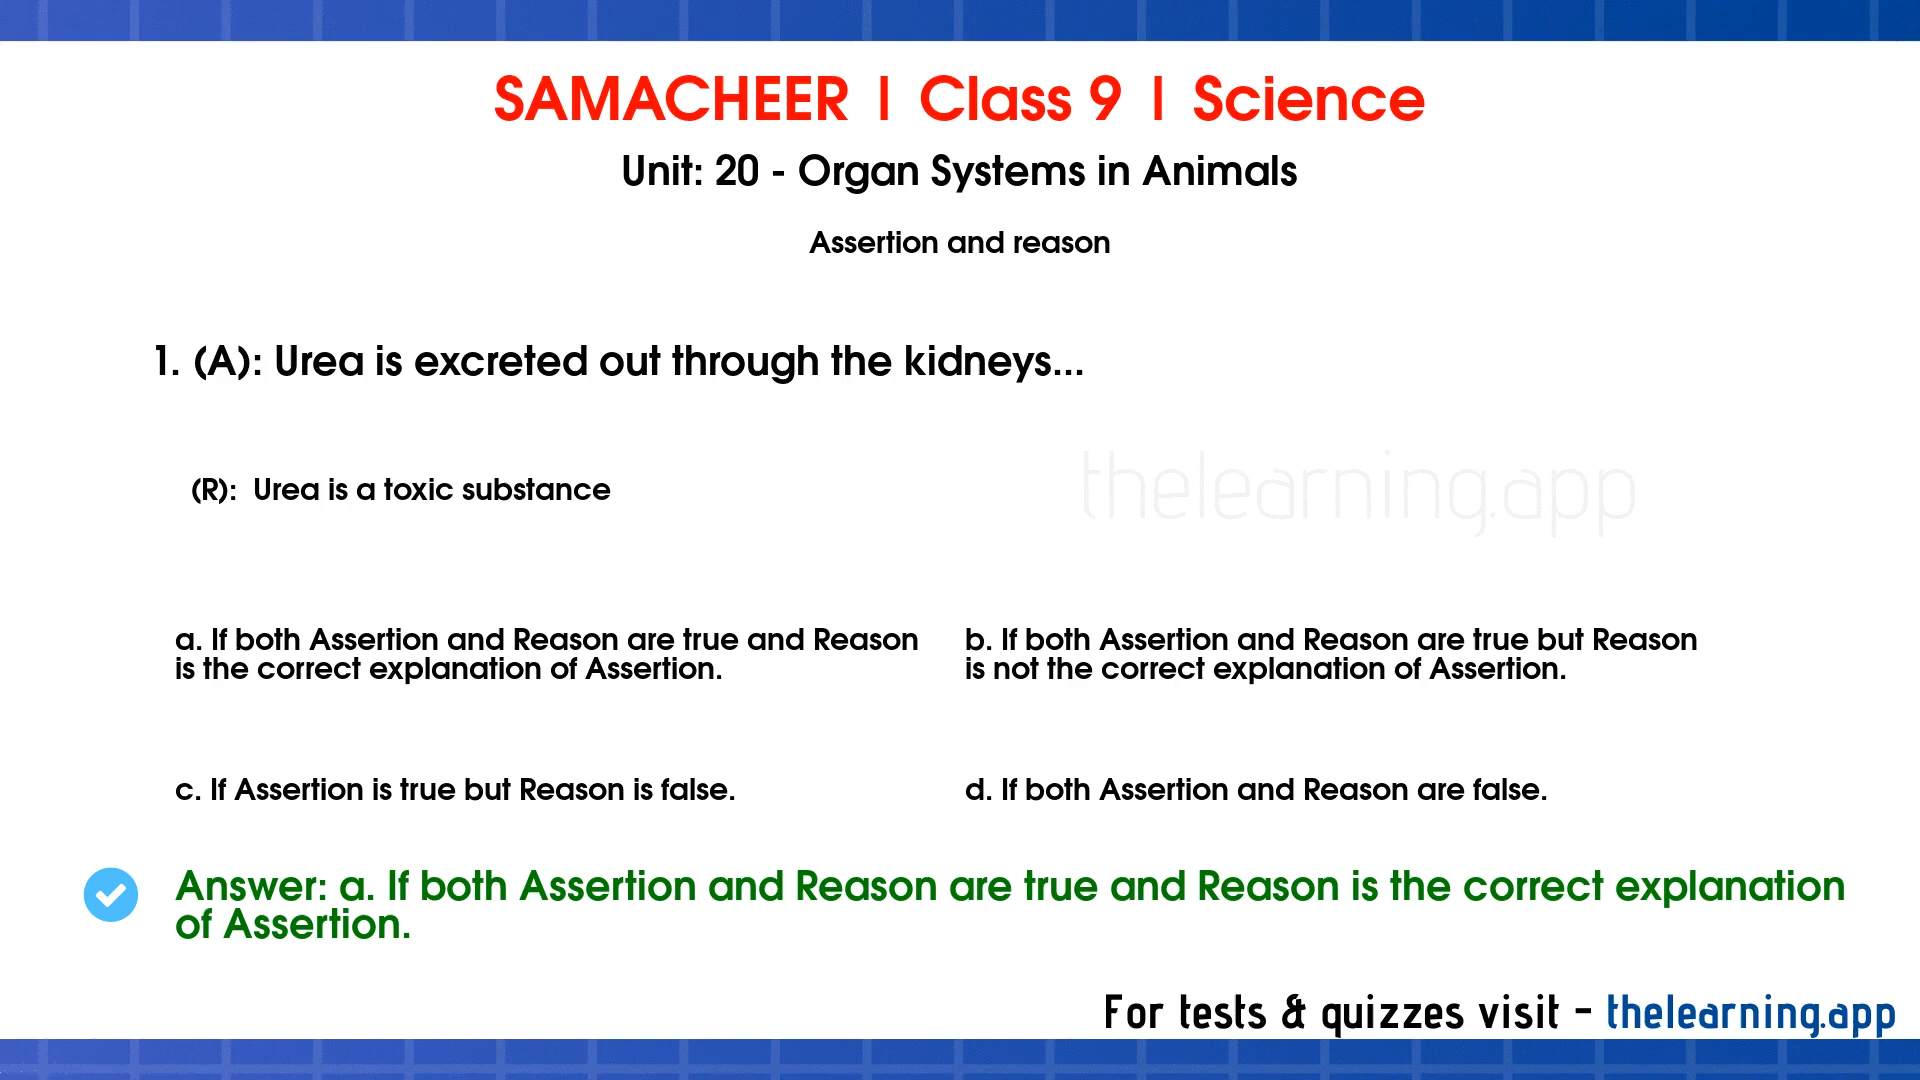 SAMACHEER | Class 9 | Science
Unit: 20 - Organ Systems in Animals
Assertion and reason
1. (A): Urea is excreted out through the kidneys...
thelearning.app
(R): Urea is a toxic substance
a. If both Assertion and Reason are true and Reason
is the correct explanation of Assertion.
b. If both Assertion and Reason are true but Reason
is not the correct explanation of Assertion.
c. If Assertion is true but Reason is false.
d. If both Assertion and Reason are false.
Answer: a. If both Assertion and Reason are true and Reason is the correct explanation
of Assertion.
For tests & quizzes visit - thelearning.app